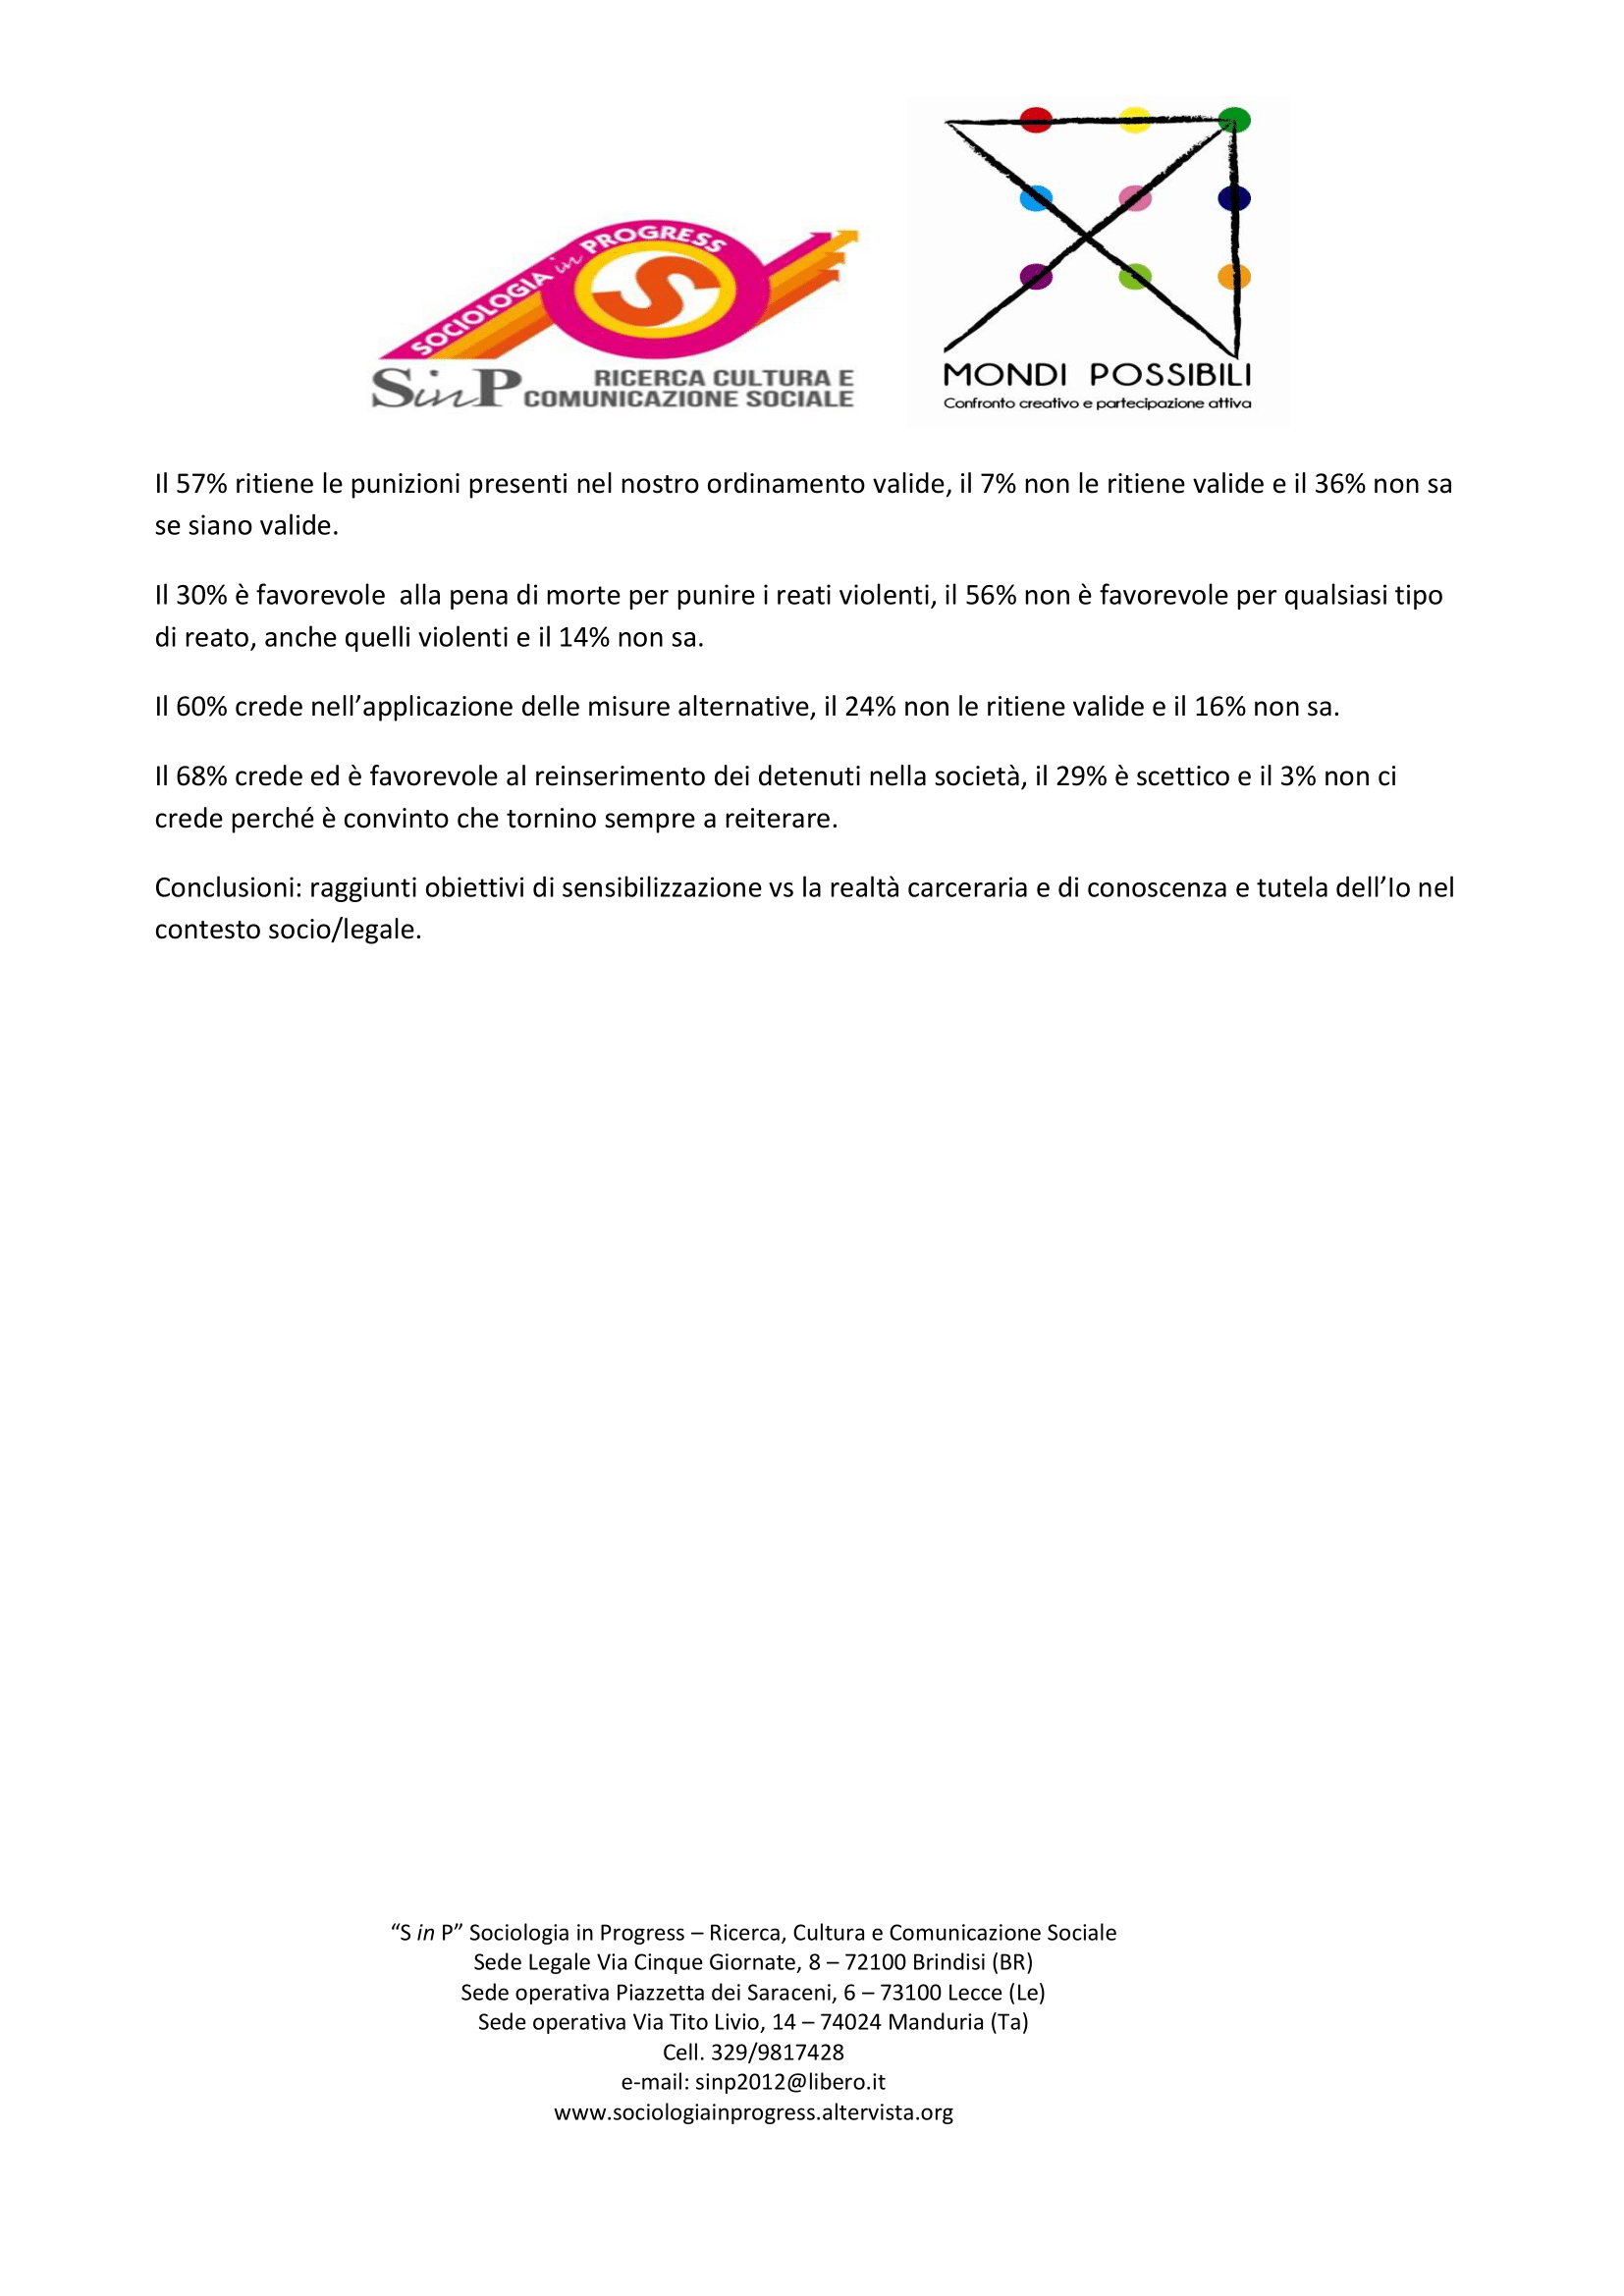 SOCIOLOGIA in PROGRESS
S
SinP RICERCA CULTURA E
COMUNICAZIONE SOCIALE
MONDI POSSIBILI
Confronto creativo e partecipazione attiva
Il 57% ritiene le punizioni presenti nel nostro ordinamento valide, il 7% non le ritiene valide e il 36% non sa
se siano valide.
Il 30% è favorevole  alla pena di morte per punire i reati violenti, il 56% non è favorevole per qualsiasi tipo
di reato, anche quelli violenti e il 14% non sa.
Il 60% crede nell’applicazione delle misure alternative, il 24% non le ritiene valide e il 16% non sa.
Il 68% crede ed è favorevole al reinserimento dei detenuti nella società, il 29% è scettico e il 3% non ci
crede perché è convinto che tornino sempre a reiterare.
Conclusioni: raggiunti obiettivi di sensibilizzazione vs la realtà carceraria e di conoscenza e tutela dell’Io nel
contesto socio/legale.
“S in P” Sociologia in Progress – Ricerca, Cultura e Comunicazione Sociale
Sede Legale Via Cinque Giornate, 8 – 72100 Brindisi (BR)
Sede operativa Piazzetta dei Saraceni, 6 – 73100 Lecce (Le)
Sede operativa Via Tito Livio, 14 – 74024 Manduria (Ta)
Cell. 329/9817428
e-mail: sinp2012@libero.it
www.sociologiainprogress.altervista.org